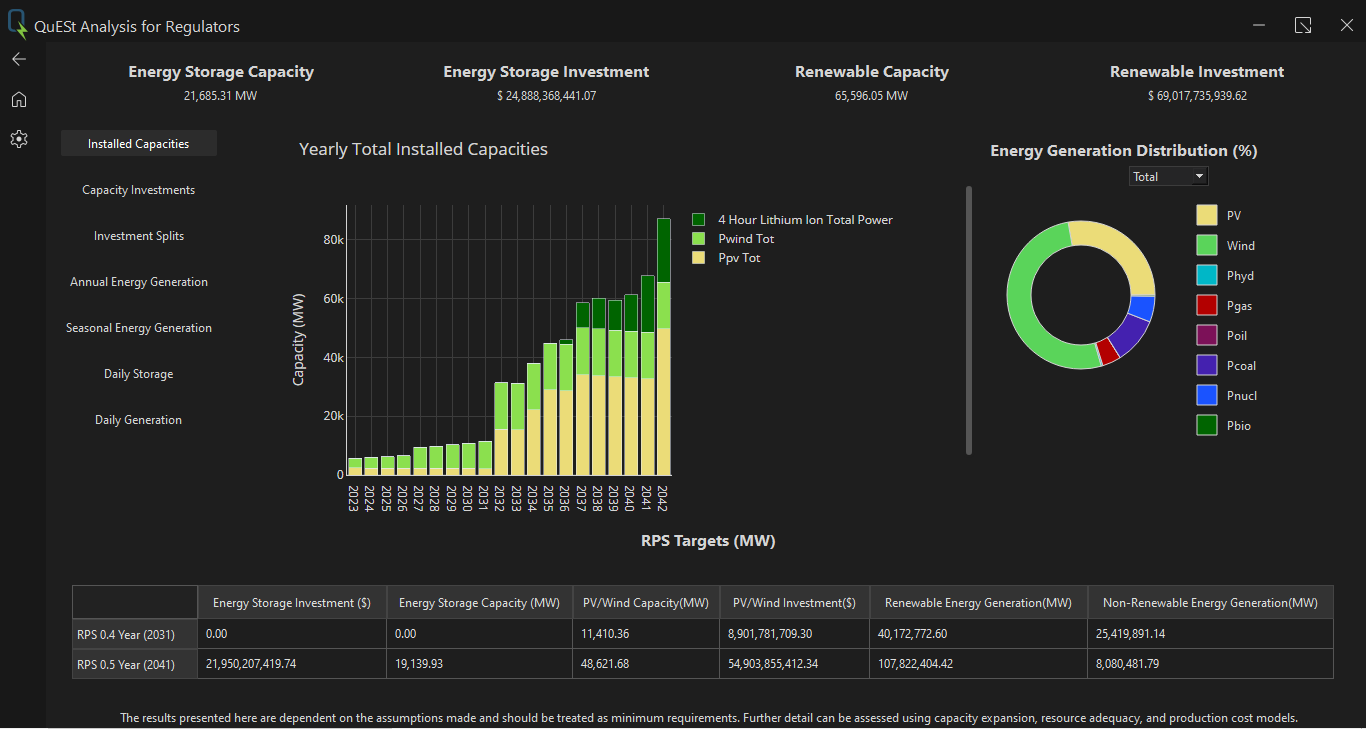 QuESt Analysis for Regulators
Energy Storage Capacity
21,685.31 MW
Energy Storage Investment
$ 24,888,368,441.07
Renewable Capacity
65,596.05 MW
Renewable Investment
$ 69,017,735,939.62
Installed Capacities
Capacity Investments
Investment Splits
Annual Energy Generation
Seasonal Energy Generation
Daily Storage
Daily Generation
Yearly Total Installed Capacities
Capacity (MW)
80k
60k
40k
20k
0
2023
2024
2025
2026
2027
2028
2029
2030
2031
2032
2033
2034
2035
2036
2037
2038
2039
2040
2041
2042
4 Hour Lithium Ion Total Power
Pwind Tot
Ppv Tot
Energy Generation Distribution (%)
Total
PV
Wind
Phyd
Pgas
Poil
Pcoal
Pnucl
Pbio
RPS Targets (MW)
Energy Storage Investment ($) Energy Storage Capacity (MW) PV/Wind Capacity(MW) PV/Wind Investment($) Renewable Energy Generation(MW) Non-Renewable Energy Generation(MW)
RPS 0.4 Year (2031) 0.00 0.00 11,410.36 8,901,781,709.30 40,172,772.60 25,419,891.14
RPS 0.5 Year (2041) 21,950,207,419.74 19,139.93 48,621.68 54,903,855,412.34 107,822,404.42 8,080,481.79
The results presented here are dependent on the assumptions made and should be treated as minimum requirements. Further detail can be assessed using capacity expansion, resource adequacy, and production cost models.